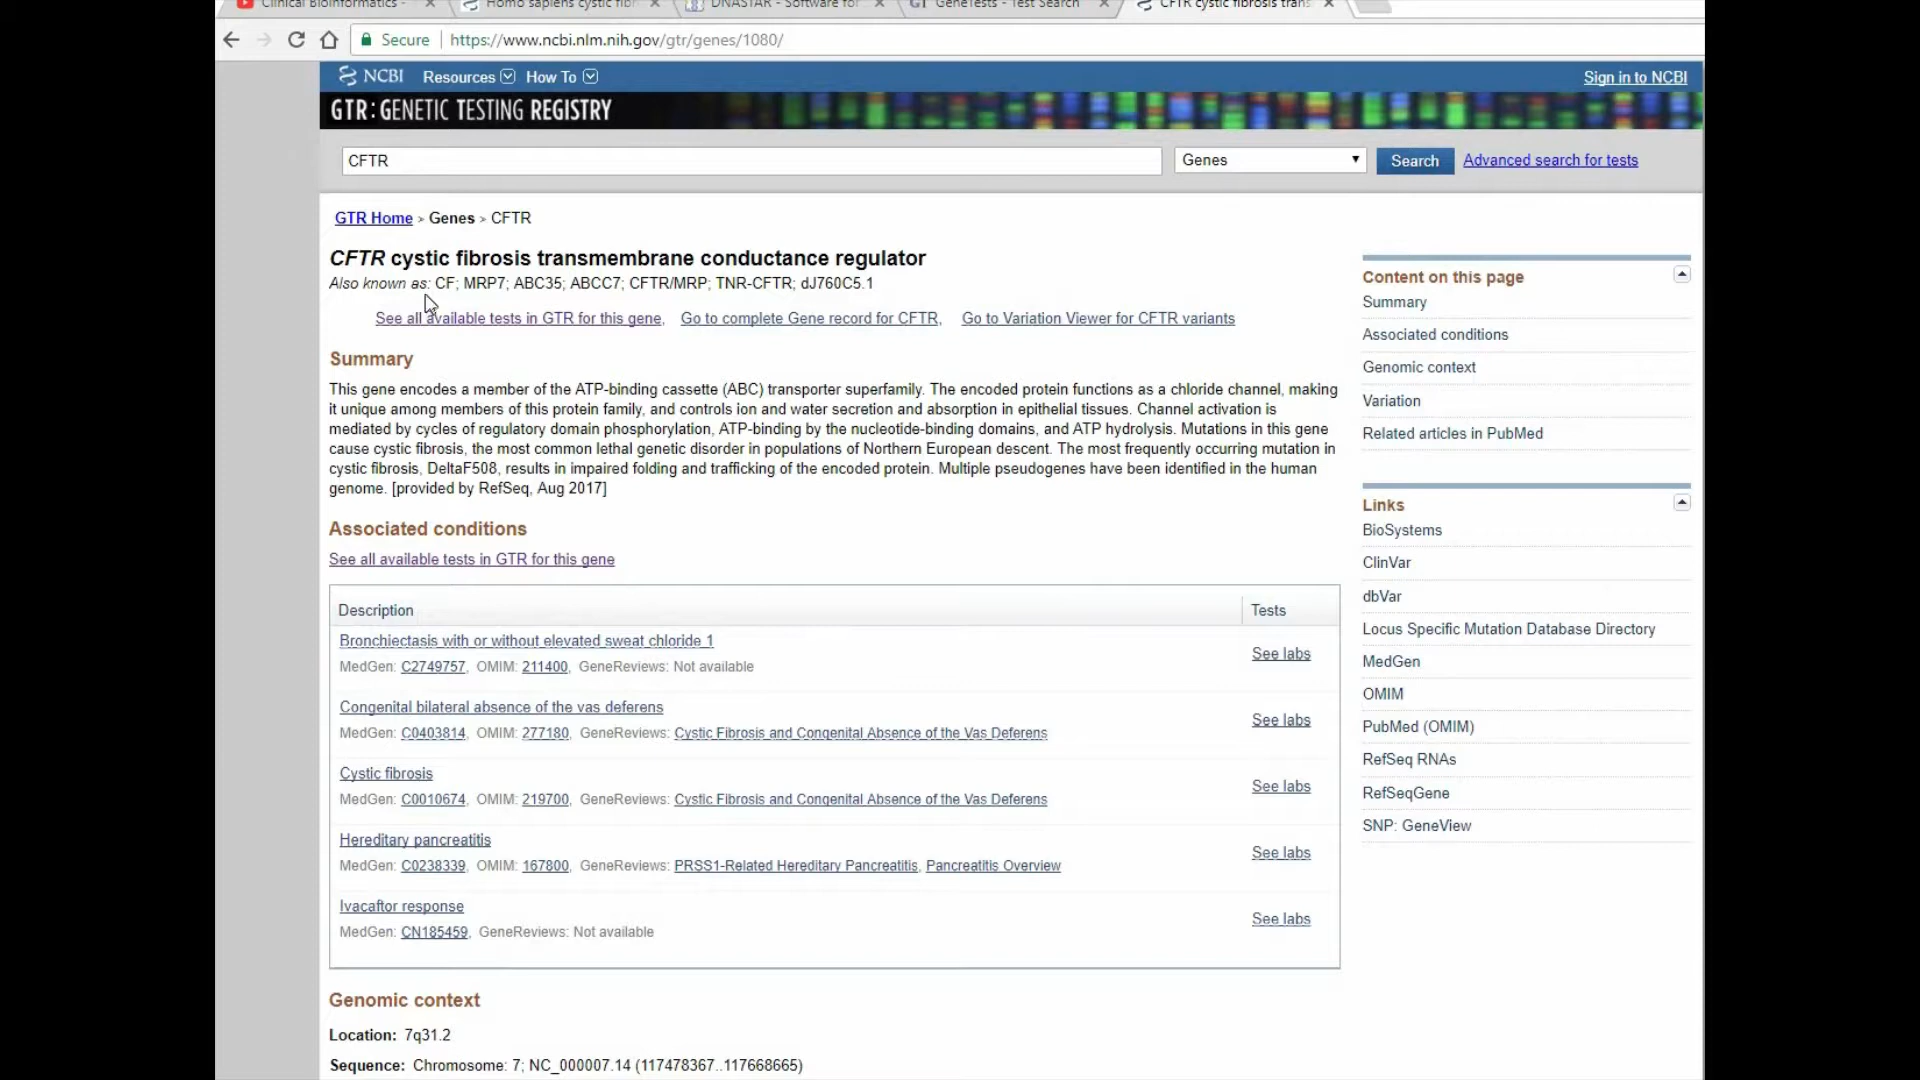 Clinical Bioinformatics -
Homo sapiens cystic fibr
DNASTAR - Software for
GeneTests - Test Search
CFTR cystic fibrosis trans
Secure
https://www.ncbi.nlm.nih.gov/gtr/genes/1080/
NCBI Resources How To
Sign in to NCBI
GTR: GENETIC TESTING REGISTRY
CFTR
Genes
Search
Advanced search for tests
GTR Home > Genes > CFTR
CFTR cystic fibrosis transmembrane conductance regulator
Also known as: CF; MRP7; ABC35; ABCC7; CFTR/MRP; TNR-CFTR; dJ760C5.1
See all available tests in GTR for this gene, Go to complete Gene record for CFTR, Go to Variation Viewer for CFTR variants
Summary
This gene encodes a member of the ATP-binding cassette (ABC) transporter superfamily. The encoded protein functions as a chloride channel, making
it unique among members of this protein family, and controls ion and water secretion and absorption in epithelial tissues. Channel activation is
mediated by cycles of regulatory domain phosphorylation, ATP-binding by the nucleotide-binding domains, and ATP hydrolysis. Mutations in this gene
cause cystic fibrosis, the most common lethal genetic disorder in populations of Northern European descent. The most frequently occurring mutation in
cystic fibrosis, DeltaF508, results in impaired folding and trafficking of the encoded protein. Multiple pseudogenes have been identified in the human
genome. [provided by RefSeq, Aug 2017]
Associated conditions
See all available tests in GTR for this gene
Description Tests
Bronchiectasis with or without elevated sweat chloride 1
MedGen: C2749757, OMIM: 211400, GeneReviews: Not available
See labs
Congenital bilateral absence of the vas deferens
MedGen: C0403814, OMIM: 277180, GeneReviews: Cystic Fibrosis and Congenital Absence of the Vas Deferens
See labs
Cystic fibrosis
MedGen: C0010674, OMIM: 219700, GeneReviews: Cystic Fibrosis and Congenital Absence of the Vas Deferens
See labs
Hereditary pancreatitis
MedGen: C0238339, OMIM: 167800, GeneReviews: PRSS1-Related Hereditary Pancreatitis, Pancreatitis Overview
See labs
Ivacaftor response
MedGen: CN185459, GeneReviews: Not available
See labs
Genomic context
Location: 7q31.2
Sequence: Chromosome: 7; NC_000007.14 (117478367..117668665)
Content on this page
Summary
Associated conditions
Genomic context
Variation
Related articles in PubMed
Links
BioSystems
ClinVar
dbVar
Locus Specific Mutation Database Directory
MedGen
OMIM
PubMed (OMIM)
RefSeq RNAs
RefSeqGene
SNP: GeneView